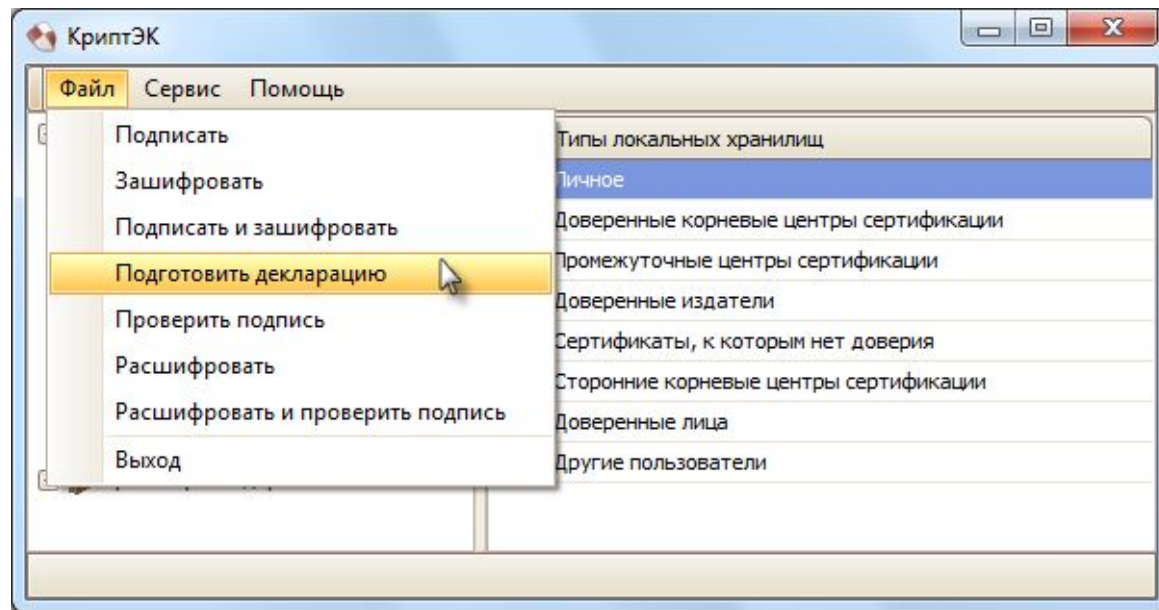 КриптЭК
Файл Сервис Помощь
Подписать
Зашифровать
Подписать и зашифровать
Подготовить декларацию
Проверить подпись
Расшифровать
Расшифровать и проверить подпись
Выход
Типы локальных хранилищ
Личное
Доверенные корневые центры сертификации
Промежуточные центры сертификации
Доверенные издатели
Сертификаты, к которым нет доверия
Сторонние корневые центры сертификации
Доверенные лица
Другие пользователи